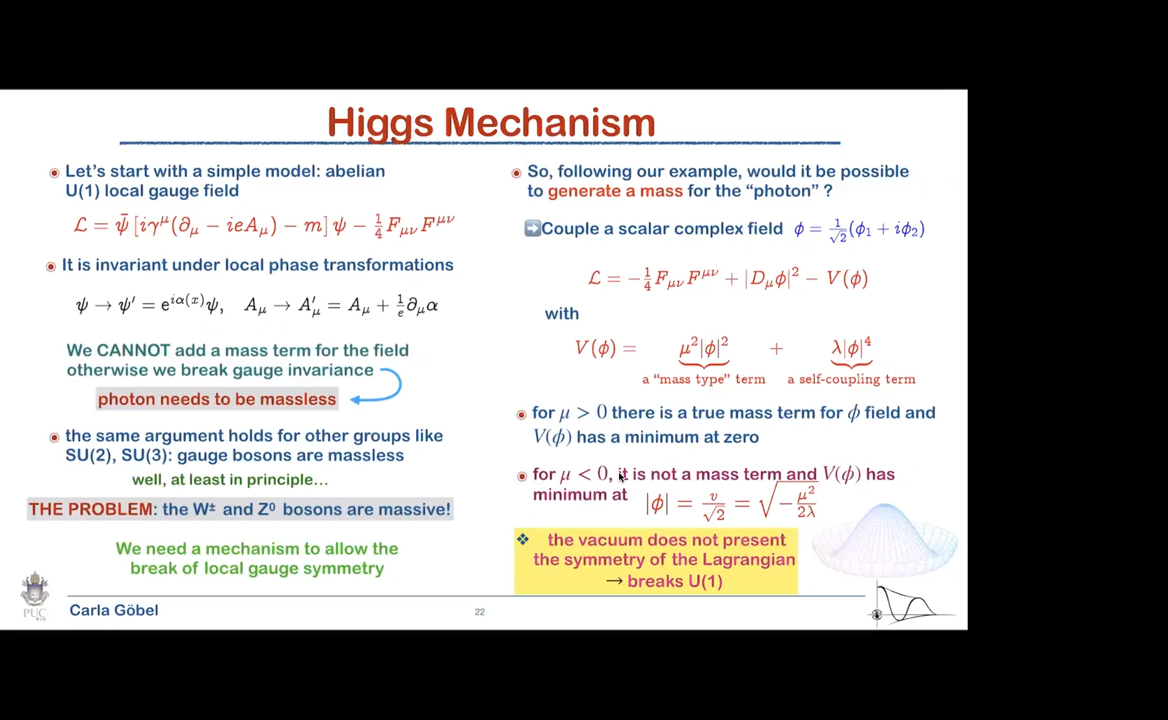 Higgs Mechanism
Let's start with a simple model: abelian
U(1) local gauge field
ℒ = ψ̄ [iγ^μ(∂_μ − ieA_μ) − m] ψ − ¼F_μν F^μν
It is invariant under local phase transformations
ψ → ψ′ = e^{iα(x)}ψ, A_μ → A′_μ = A_μ + 1/e ∂_μα
We CANNOT add a mass term for the field
otherwise we break gauge invariance
photon needs to be massless
the same argument holds for other groups like
SU(2), SU(3): gauge bosons are massless
well, at least in principle…
THE PROBLEM: the W± and Z⁰ bosons are massive!
We need a mechanism to allow the
break of local gauge symmetry
So, following our example, would it be possible
to generate a mass for the "photon" ?
Couple a scalar complex field φ = 1/√2 (φ₁ + iφ₂)
ℒ = −¼F_μν F^μν + |D_μφ|² − V(φ)
with
V(φ) = μ²|φ|² + λ|φ|⁴
a "mass type" term a self-coupling term
for μ > 0 there is a true mass term for φ field and
V(φ) has a minimum at zero
for μ < 0, it is not a mass term and V(φ) has
minimum at |φ| = v/√2 = √(−μ²/2λ)
the vacuum does not present
the symmetry of the Lagrangian
→ breaks U(1)
PUC
RIO
Carla Göbel
22